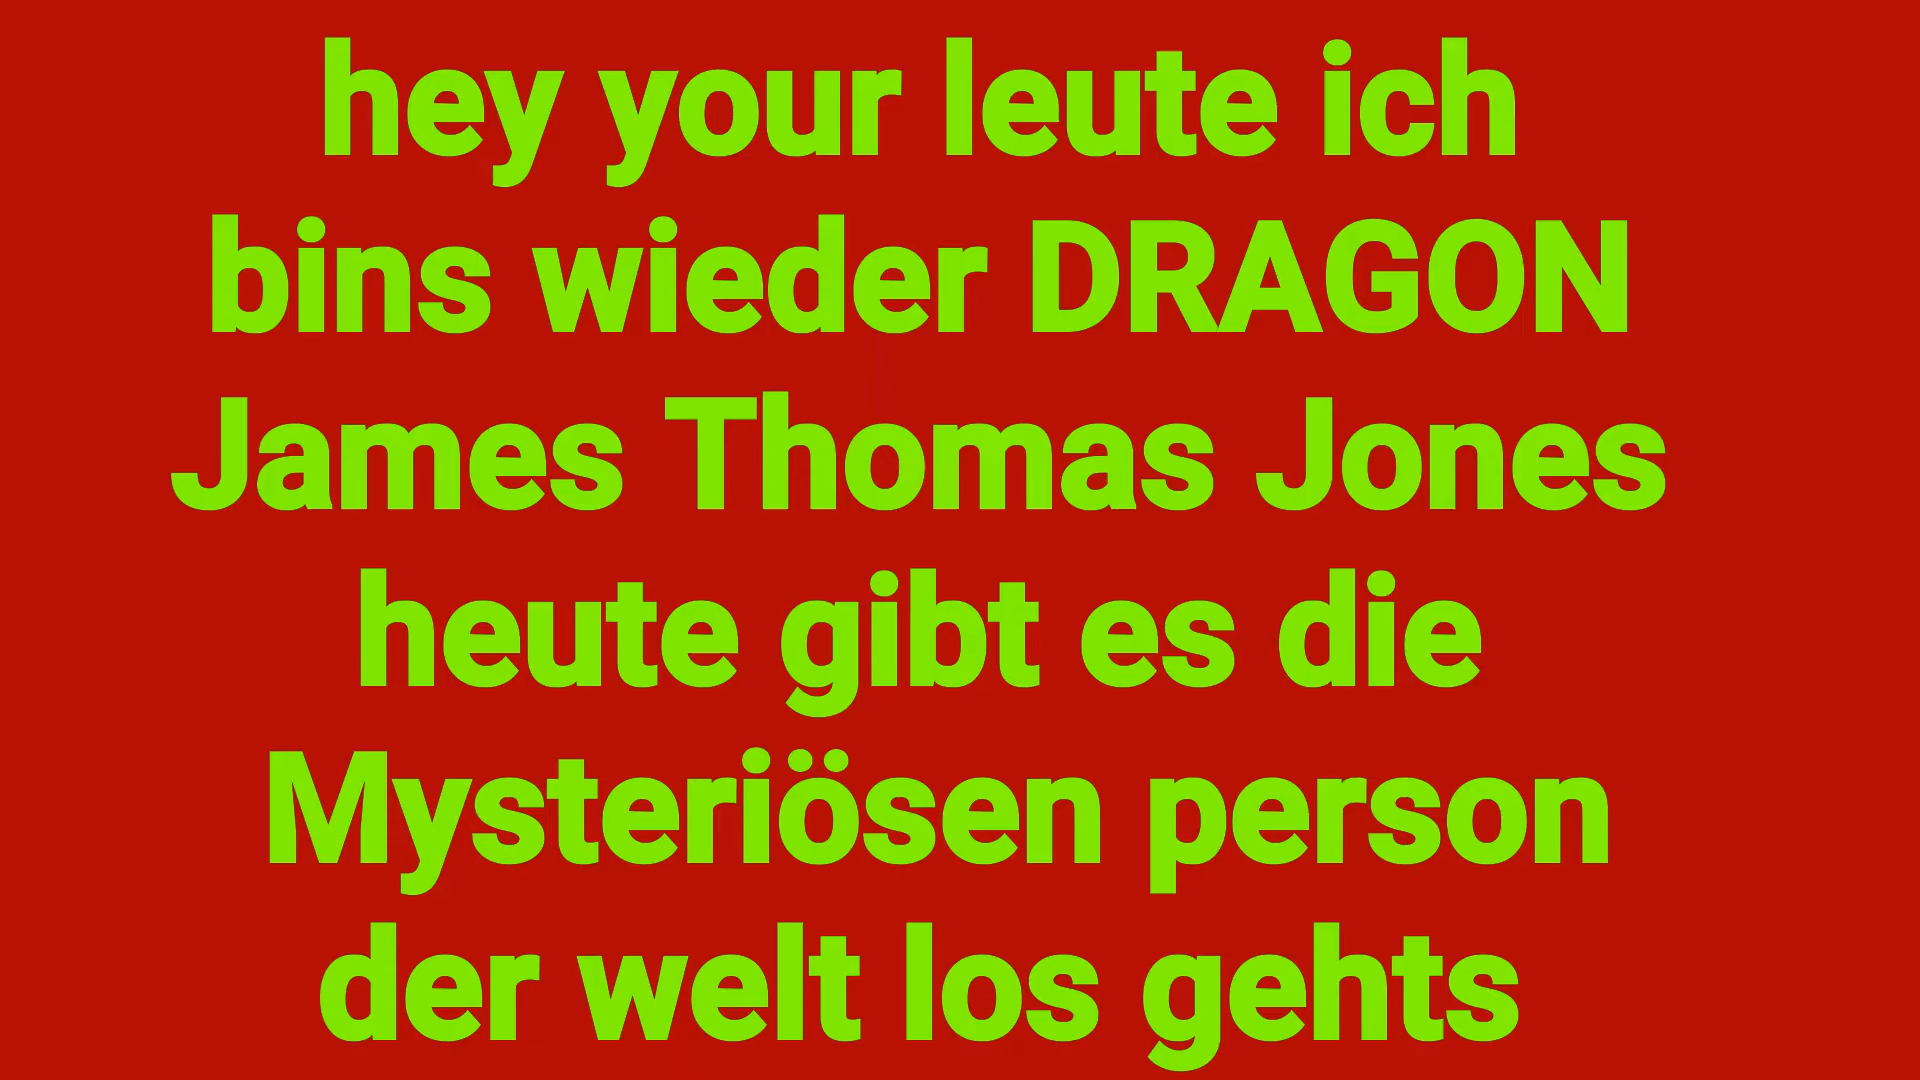 hey your leute ich
bins wieder DRAGON
James Thomas Jones
heute gibt es die
Mysteriösen person
der welt los gehts